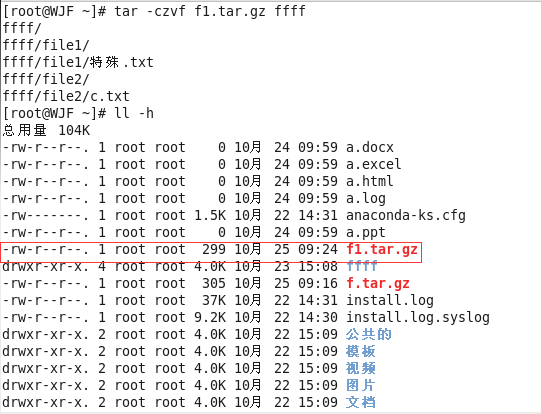 [root@WJF ~]# tar -czvf f1.tar.gz ffff
ffff/
ffff/file1/
ffff/file1/特殊.txt
ffff/file2/
ffff/file2/c.txt
[root@WJF ~]# ll -h
总用量 104K
-rw-r--r--. 1 root root    0 10月 24 09:59 a.docx
-rw-r--r--. 1 root root    0 10月 24 09:59 a.excel
-rw-r--r--. 1 root root    0 10月 24 09:59 a.html
-rw-r--r--. 1 root root    0 10月 24 09:59 a.log
-rw-------. 1 root root 1.5K 10月 22 14:31 anaconda-ks.cfg
-rw-r--r--. 1 root root    0 10月 24 09:59 a.ppt
-rw-r--r--. 1 root root  299 10月 25 09:24 f1.tar.gz
drwxr-xr-x. 4 root root 4.0K 10月 23 15:08 ffff
-rw-r--r--. 1 root root  305 10月 25 09:16 f.tar.gz
-rw-r--r--. 1 root root  37K 10月 22 14:31 install.log
-rw-r--r--. 1 root root 9.2K 10月 22 14:30 install.log.syslog
drwxr-xr-x. 2 root root 4.0K 10月 22 15:09 公共的
drwxr-xr-x. 2 root root 4.0K 10月 22 15:09 模板
drwxr-xr-x. 2 root root 4.0K 10月 22 15:09 视频
drwxr-xr-x. 2 root root 4.0K 10月 22 15:09 图片
drwxr-xr-x. 2 root root 4.0K 10月 22 15:09 文档